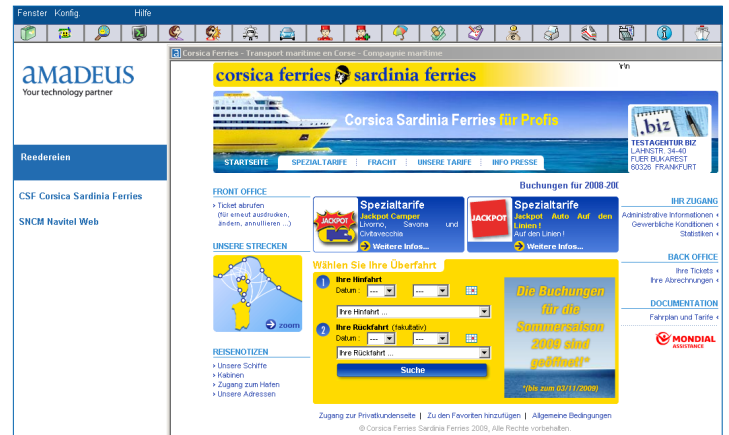 Fenster Konfig. Hilfe
Corsica Ferries - Transport maritime en Corse - Compagnie maritime
amadeus
Your technology partner
Reedereien
CSF Corsica Sardinia Ferries
SNCM Navitel Web
\r\n
corsica ferries sardinia ferries
Corsica Sardinia Ferries für Profis
.biz
TESTAGENTUR BIZ
LAHNSTR. 34-40
FUER BUKAREST
60326 FRANKFURT
STARTSEITE SPEZIALTARIFE FRACHT UNSERE TARIFE INFO PRESSE
Buchungen für 2008-200
FRONT OFFICE
Ticket abrufen
(für erneut ausdrucken,
ändern, annullieren ...)
UNSERE STRECKEN
zoom
REISENOTIZEN
Unsere Schiffe
Kabinen
Zugang zum Hafen
Unsere Adressen
JACKPOT
Spezialtarife
Jackpot Camper
Livorno, Savona und
Civitavecchia
Weitere Infos...
JACKPOT
Spezialtarife
Jackpot Auto Auf den
Linien !
Auf den Linien !
Weitere Infos...
Wählen Sie Ihre Überfahrt
1 Ihre Hinfahrt
Datum : --- ---
Ihre Hinfahrt ...
2 Ihre Rückfahrt (fakultativ)
Datum : --- ---
Ihre Rückfahrt ...
Suche
Die Buchungen
für die
Sommersaison
2009 sind
geöffnet!*
*(bis zum 03/11/2009)
IHR ZUGANG
Administrative Informationen
Gewerbliche Konditionen
Statistiken
BACK OFFICE
Ihre Tickets
Ihre Abrechnungen
DOCUMENTATION
Fahrplan und Tarife
MONDIAL
ASSISTANCE
Zugang zur Privatkundenseite | Zu den Favoriten hinzufügen | Allgemeine Bedingungen
© Corsica Ferries Sardinia Ferries 2009, Alle Rechte vorbehalten.